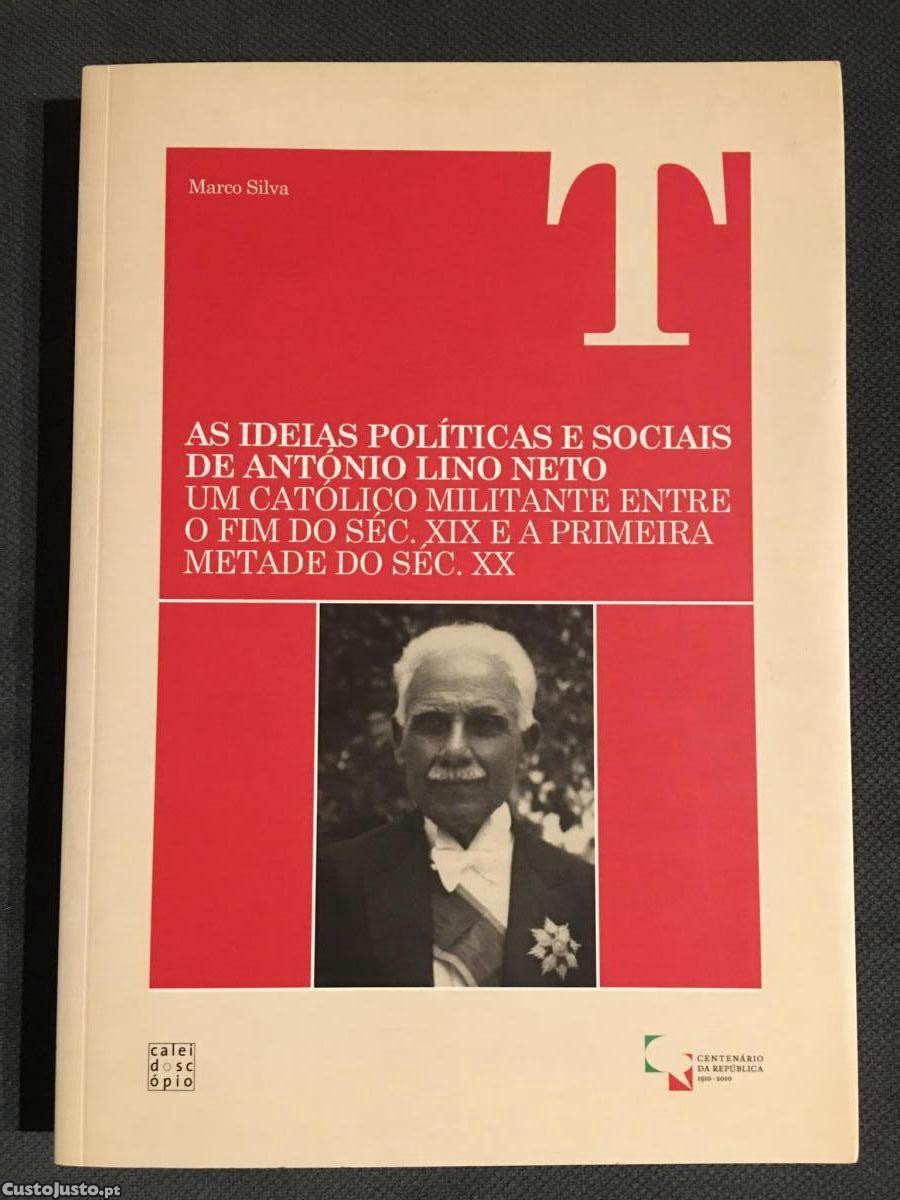 Marco Silva
T
AS IDEIAS POLÍTICAS E SOCIAIS
DE ANTÓNIO LINO NETO
UM CATÓLICO MILITANTE ENTRE
O FIM DO SÉC. XIX E A PRIMEIRA
METADE DO SÉC. XX
calei
dosc
ópio
CENTENÁRIO
DA REPÚBLICA
1910-2010
CustoJusto.pt